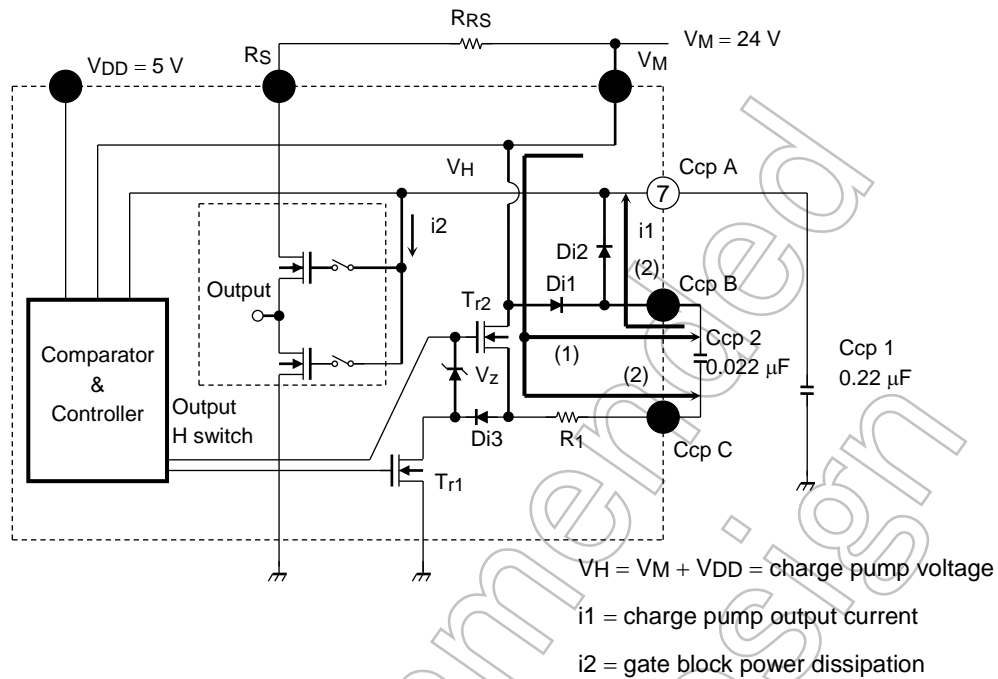 RRS
VM = 24 V
RS
VM
VDD = 5 V
VH
Ccp A
7
i2
i1
Di2
(2)
Ccp B
Di1
Output
Tr2
Ccp 2
0.022 μF
(1)
Ccp 1
0.22 μF
Comparator
&
Controller
VZ
(2)
Output
H switch
Di3
R1
Ccp C
Tr1
VH = VM + VDD = charge pump voltage
i1 = charge pump output current
i2 = gate block power dissipation